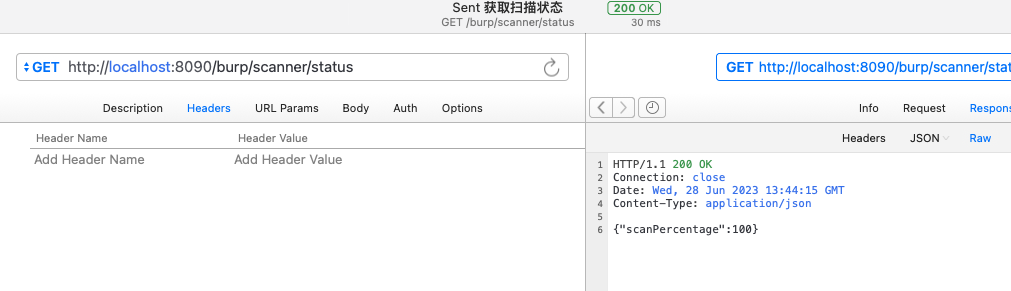 Sent 获取扫描状态
GET /burp/scanner/status
200 OK
30 ms
GET http://localhost:8090/burp/scanner/status
Description Headers URL Params Body Auth Options
Header Name Header Value
Add Header Name Add Header Value
GET http://localhost:8090/burp/scanner/stat
Info Request Respons
Headers JSON Raw
1 HTTP/1.1 200 OK
2 Connection: close
3 Date: Wed, 28 Jun 2023 13:44:15 GMT
4 Content-Type: application/json
5
6 {"scanPercentage":100}